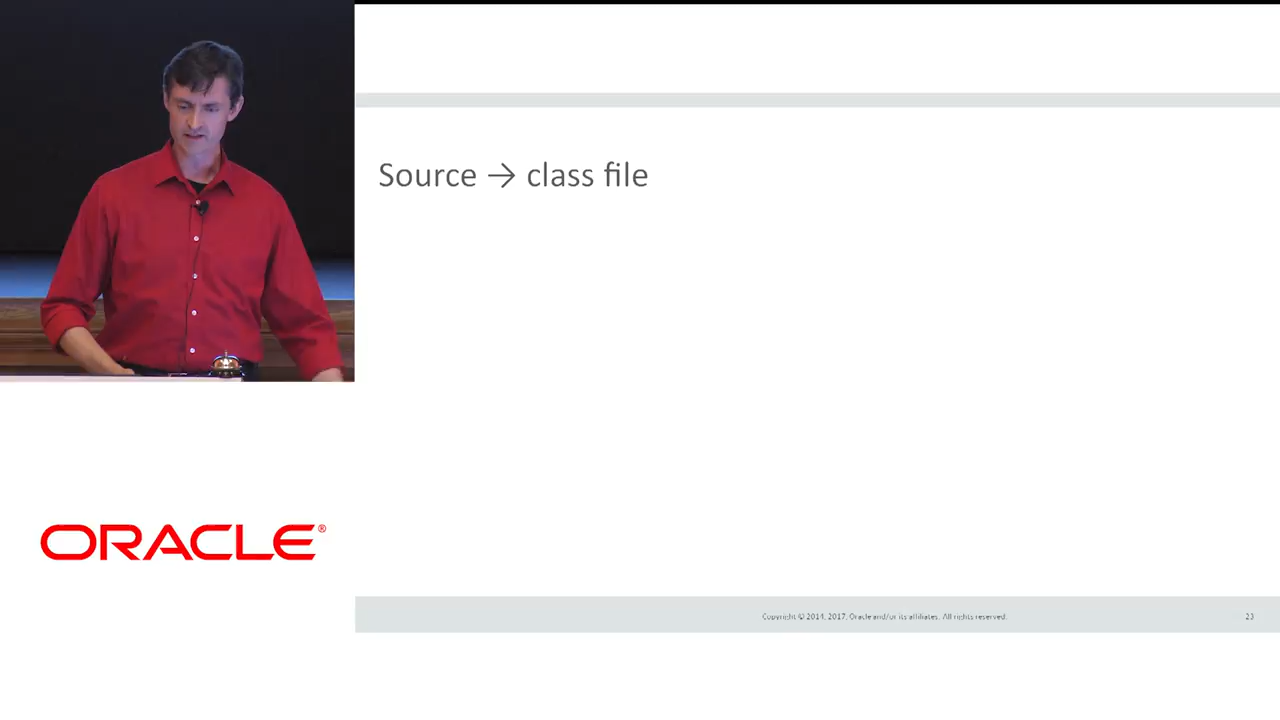 Source → class file
ORACLE®
Copyright © 2014, 2017, Oracle and/or its affiliates. All rights reserved.
23